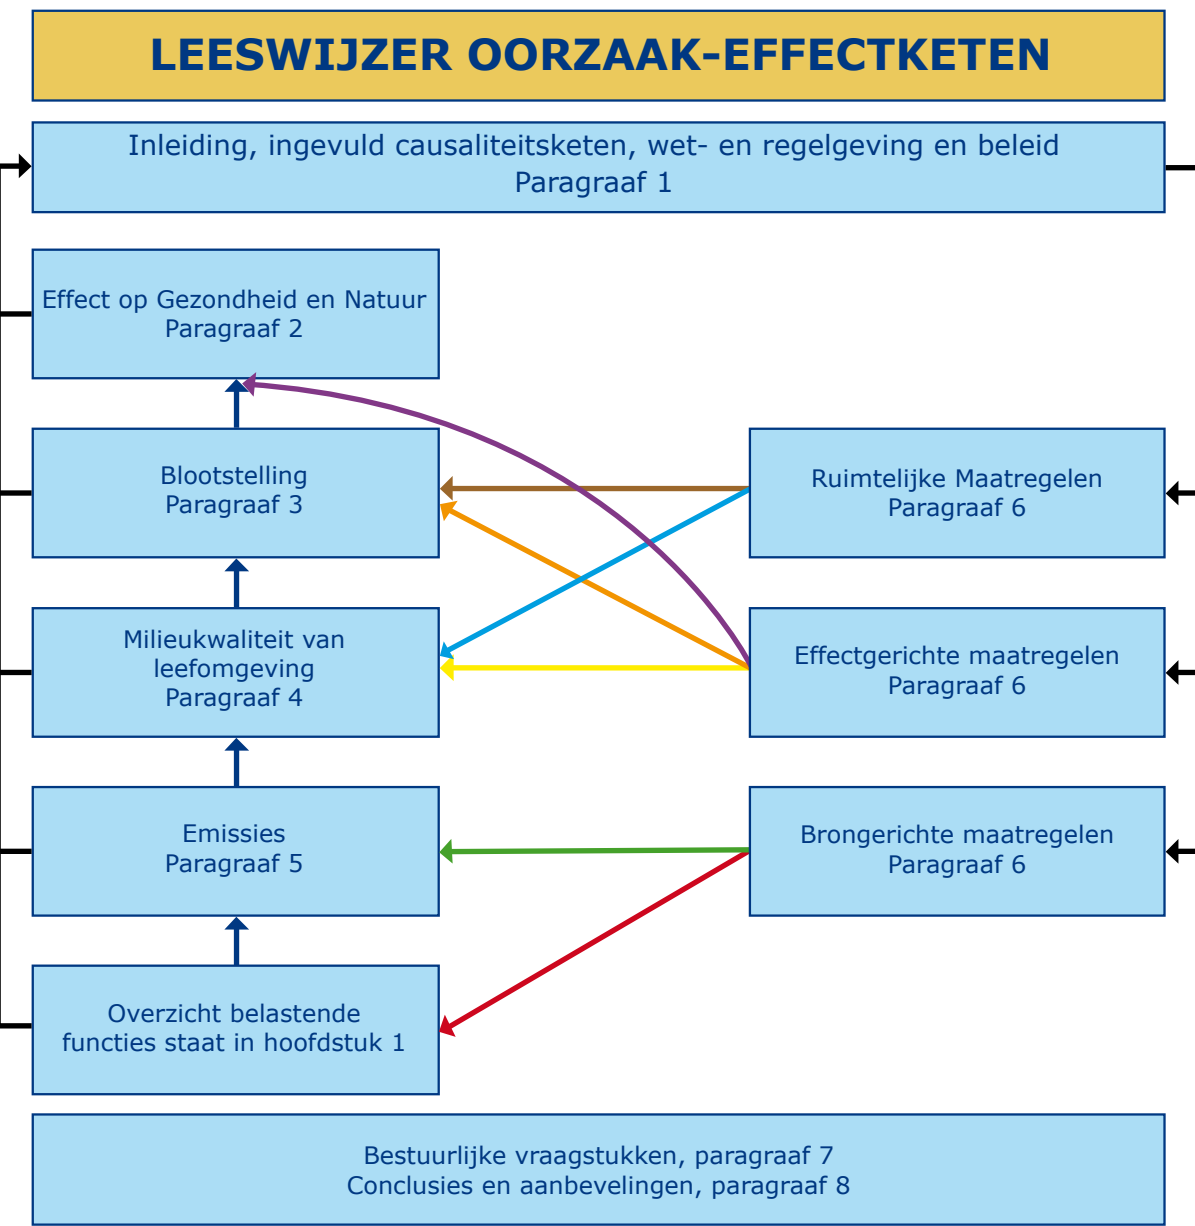 LEESWIJZER OORZAAK-EFFECTKETEN
Inleiding, ingevuld causaliteitsketen, wet- en regelgeving en beleid
Paragraaf 1
Effect op Gezondheid en Natuur
Paragraaf 2
Blootstelling
Paragraaf 3
Ruimtelijke Maatregelen
Paragraaf 6
Milieukwaliteit van
leefomgeving
Paragraaf 4
Effectgerichte maatregelen
Paragraaf 6
Emissies
Paragraaf 5
Brongerichte maatregelen
Paragraaf 6
Overzicht belastende
functies staat in hoofdstuk 1
Bestuurlijke vraagstukken, paragraaf 7
Conclusies en aanbevelingen, paragraaf 8